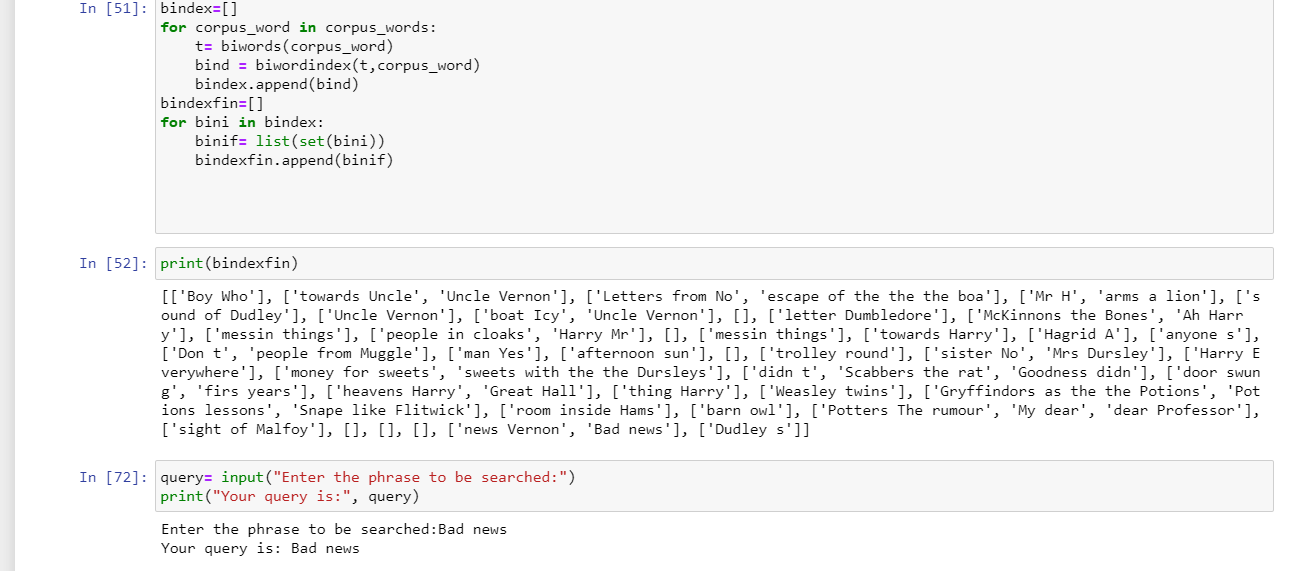 In [51]: bindex=[]
for corpus_word in corpus_words:
    t= biwords(corpus_word)
    bind = biwordindex(t,corpus_word)
    bindex.append(bind)
bindexfin=[]
for bini in bindex:
    binif= list(set(bini))
    bindexfin.append(binif)
In [52]: print(bindexfin)
[['Boy Who'], ['towards Uncle', 'Uncle Vernon'], ['Letters from No', 'escape of the the the boa'], ['Mr H', 'arms a lion'], ['s
ound of Dudley'], ['Uncle Vernon'], ['boat Icy', 'Uncle Vernon'], [], ['letter Dumbledore'], ['McKinnons the Bones', 'Ah Harr
y'], ['messin things'], ['people in cloaks', 'Harry Mr'], [], ['messin things'], ['towards Harry'], ['Hagrid A'], ['anyone s'],
['Don t', 'people from Muggle'], ['man Yes'], ['afternoon sun'], [], ['trolley round'], ['sister No', 'Mrs Dursley'], ['Harry E
verywhere'], ['money for sweets', 'sweets with the the Dursleys'], ['didn t', 'Scabbers the rat', 'Goodness didn'], ['door swun
g', 'firs years'], ['heavens Harry', 'Great Hall'], ['thing Harry'], ['Weasley twins'], ['Gryffindors as the the Potions', 'Pot
ions lessons', 'Snape like Flitwick'], ['room inside Hams'], ['barn owl'], ['Potters The rumour', 'My dear', 'dear Professor'],
['sight of Malfoy'], [], [], [], ['news Vernon', 'Bad news'], ['Dudley s']]
In [72]: query= input("Enter the phrase to be searched:")
print("Your query is:", query)
Enter the phrase to be searched:Bad news
Your query is: Bad news